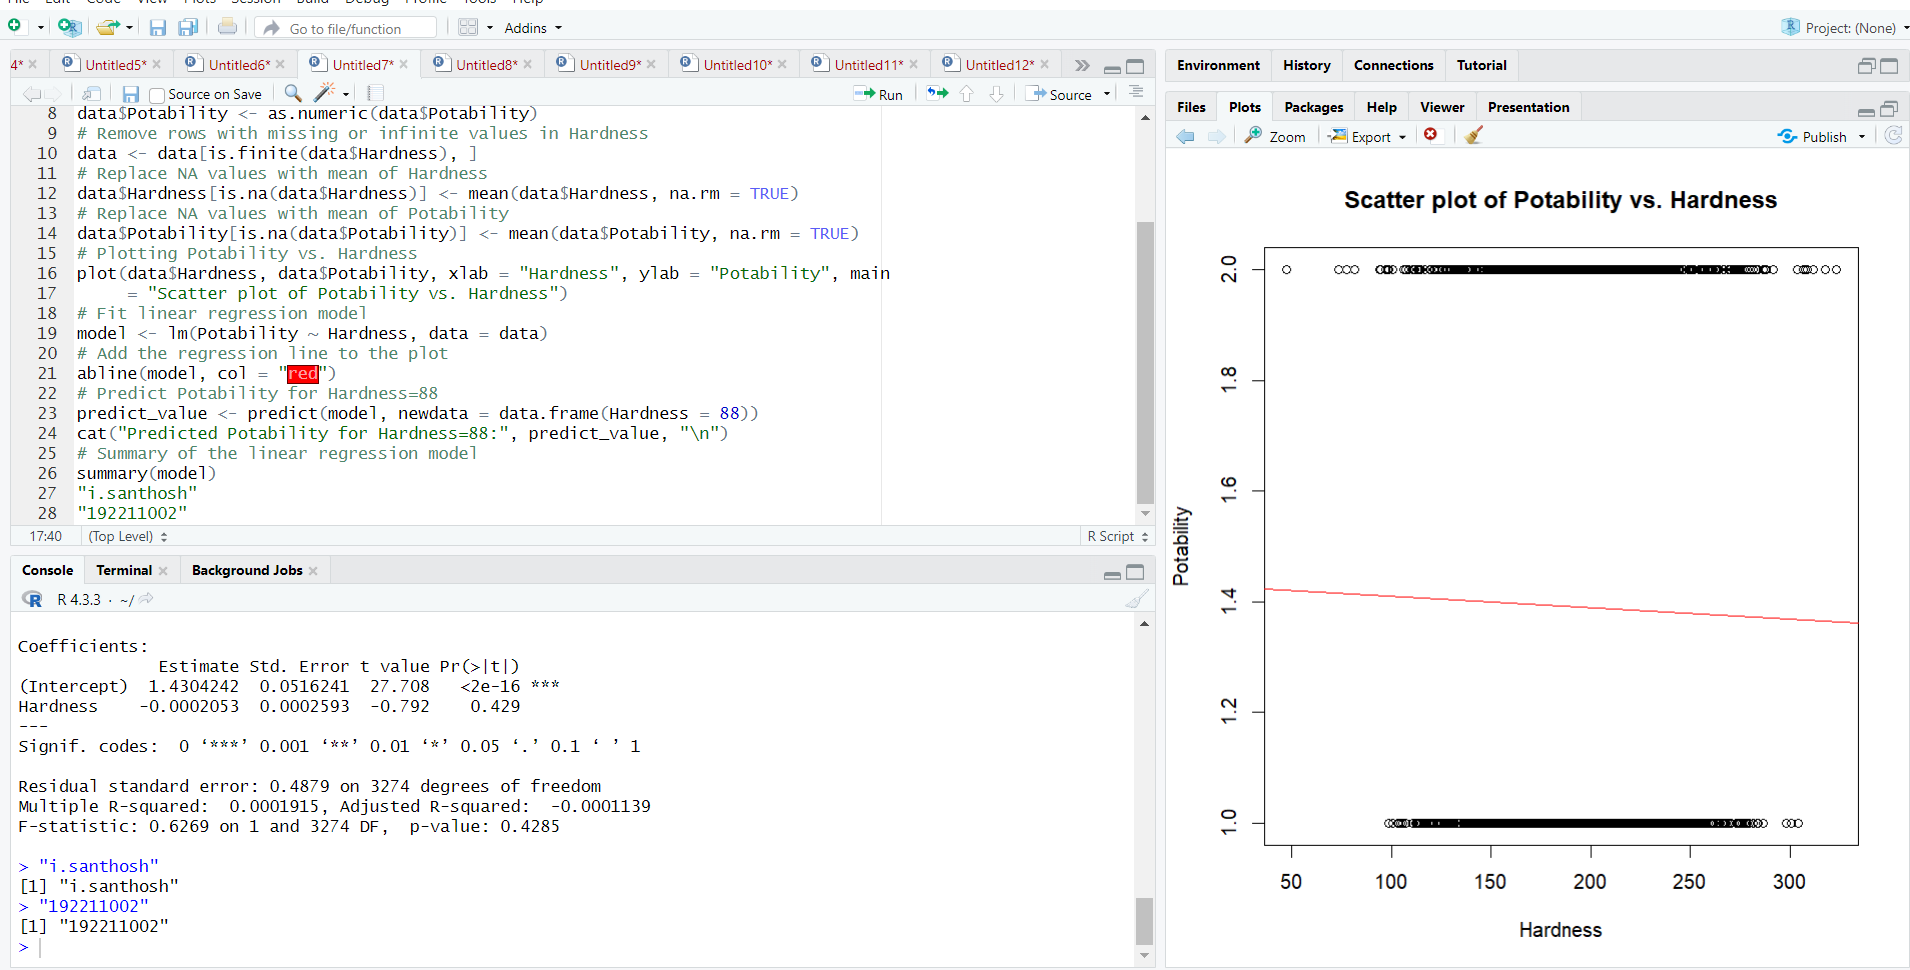 File Edit Code View Plots Session Build Debug Profile Tools Help
Go to file/function
Addins
Project: (None)
4*
Untitled5*
Untitled6*
Untitled7*
Untitled8*
Untitled9*
Untitled10*
Untitled11*
Untitled12*
Source on Save
Run
Source
8 data$Potability <- as.numeric(data$Potability)
9 # Remove rows with missing or infinite values in Hardness
10 data <- data[is.finite(data$Hardness), ]
11 # Replace NA values with mean of Hardness
12 data$Hardness[is.na(data$Hardness)] <- mean(data$Hardness, na.rm = TRUE)
13 # Replace NA values with mean of Potability
14 data$Potability[is.na(data$Potability)] <- mean(data$Potability, na.rm = TRUE)
15 # Plotting Potability vs. Hardness
16 plot(data$Hardness, data$Potability, xlab = "Hardness", ylab = "Potability", main
17 = "Scatter plot of Potability vs. Hardness")
18 # Fit linear regression model
19 model <- lm(Potability ~ Hardness, data = data)
20 # Add the regression line to the plot
21 abline(model, col = "red")
22 # Predict Potability for Hardness=88
23 predict_value <- predict(model, newdata = data.frame(Hardness = 88))
24 cat("Predicted Potability for Hardness=88:", predict_value, "\n")
25 # Summary of the linear regression model
26 summary(model)
27 "i.santhosh"
28 "192211002"
17:40 (Top Level) R Script
Console Terminal Background Jobs
R 4.3.3 · ~/
Coefficients:
Estimate Std. Error t value Pr(>|t|)
(Intercept) 1.4304242 0.0516241 27.708 <2e-16 ***
Hardness -0.0002053 0.0002593 -0.792 0.429
---
Signif. codes: 0 ‘***’ 0.001 ‘**’ 0.01 ‘*’ 0.05 ‘.’ 0.1 ‘ ’ 1
Residual standard error: 0.4879 on 3274 degrees of freedom
Multiple R-squared: 0.0001915, Adjusted R-squared: -0.0001139
F-statistic: 0.6269 on 1 and 3274 DF, p-value: 0.4285
> "i.santhosh"
[1] "i.santhosh"
> "192211002"
[1] "192211002"
>
Environment History Connections Tutorial
Files Plots Packages Help Viewer Presentation
Zoom Export Publish
Scatter plot of Potability vs. Hardness
Potability
2.0
1.8
1.6
1.4
1.2
1.0
50 100 150 200 250 300
Hardness